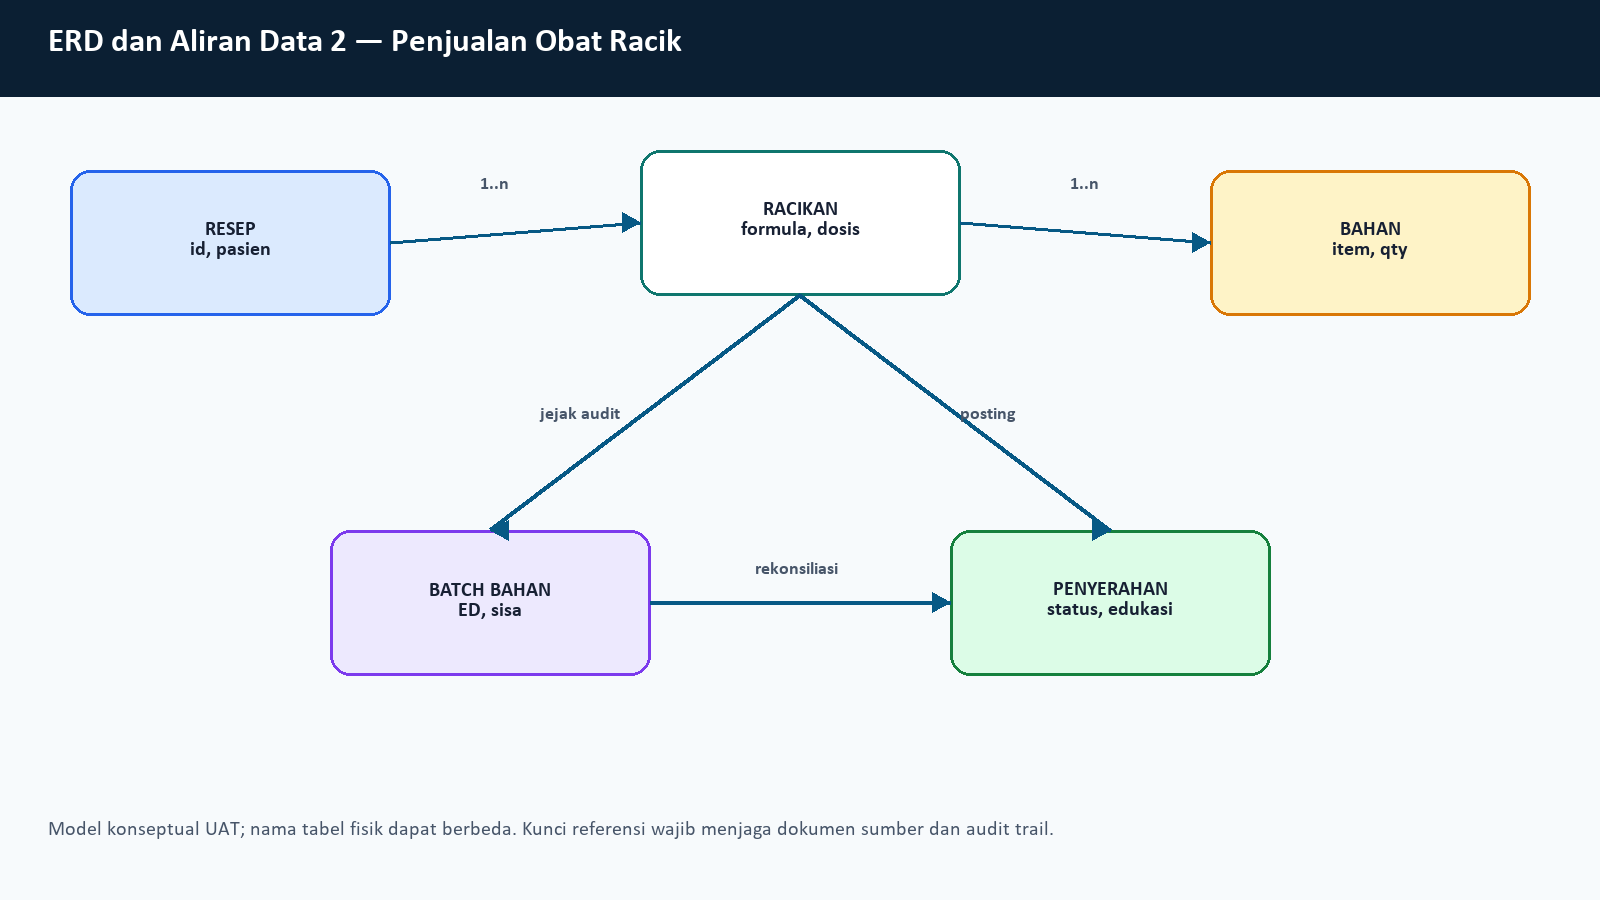 ERD dan Aliran Data 2 — Penjualan Obat Racik
RESEP
id, pasien
1..n
RACIKAN
formula, dosis
1..n
BAHAN
item, qty
jejak audit
posting
BATCH BAHAN
ED, sisa
rekonsiliasi
PENYERAHAN
status, edukasi
Model konseptual UAT; nama tabel fisik dapat berbeda. Kunci referensi wajib menjaga dokumen sumber dan audit trail.